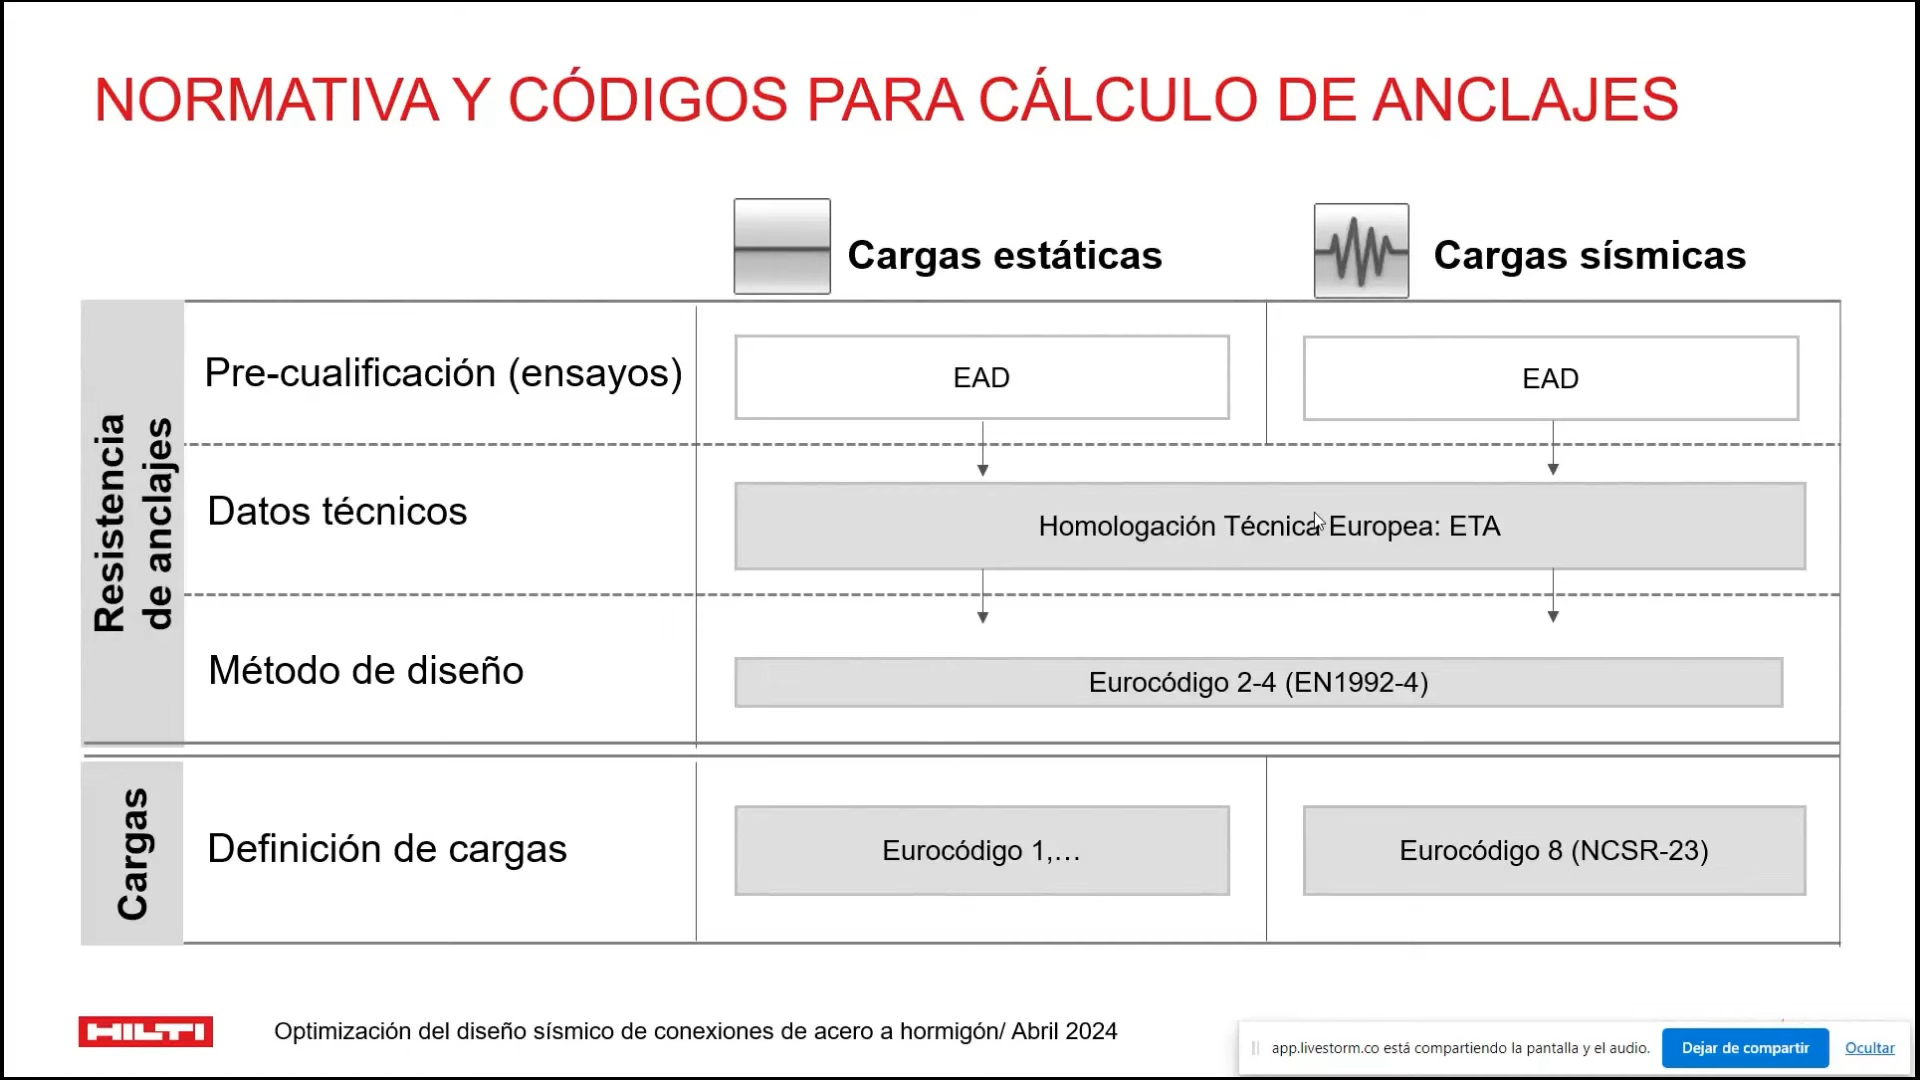 NORMATIVA Y CÓDIGOS PARA CÁLCULO DE ANCLAJES
Cargas estáticas
Cargas sísmicas
Resistencia
de anclajes
Pre-cualificación (ensayos)
EAD
EAD
Datos técnicos
Homologación Técnica Europea: ETA
Método de diseño
Eurocódigo 2-4 (EN1992-4)
Cargas
Definición de cargas
Eurocódigo 1,…
Eurocódigo 8 (NCSR-23)
HILTI
Optimización del diseño sísmico de conexiones de acero a hormigón/ Abril 2024
app.livestorm.co está compartiendo la pantalla y el audio.
Dejar de compartir
Ocultar